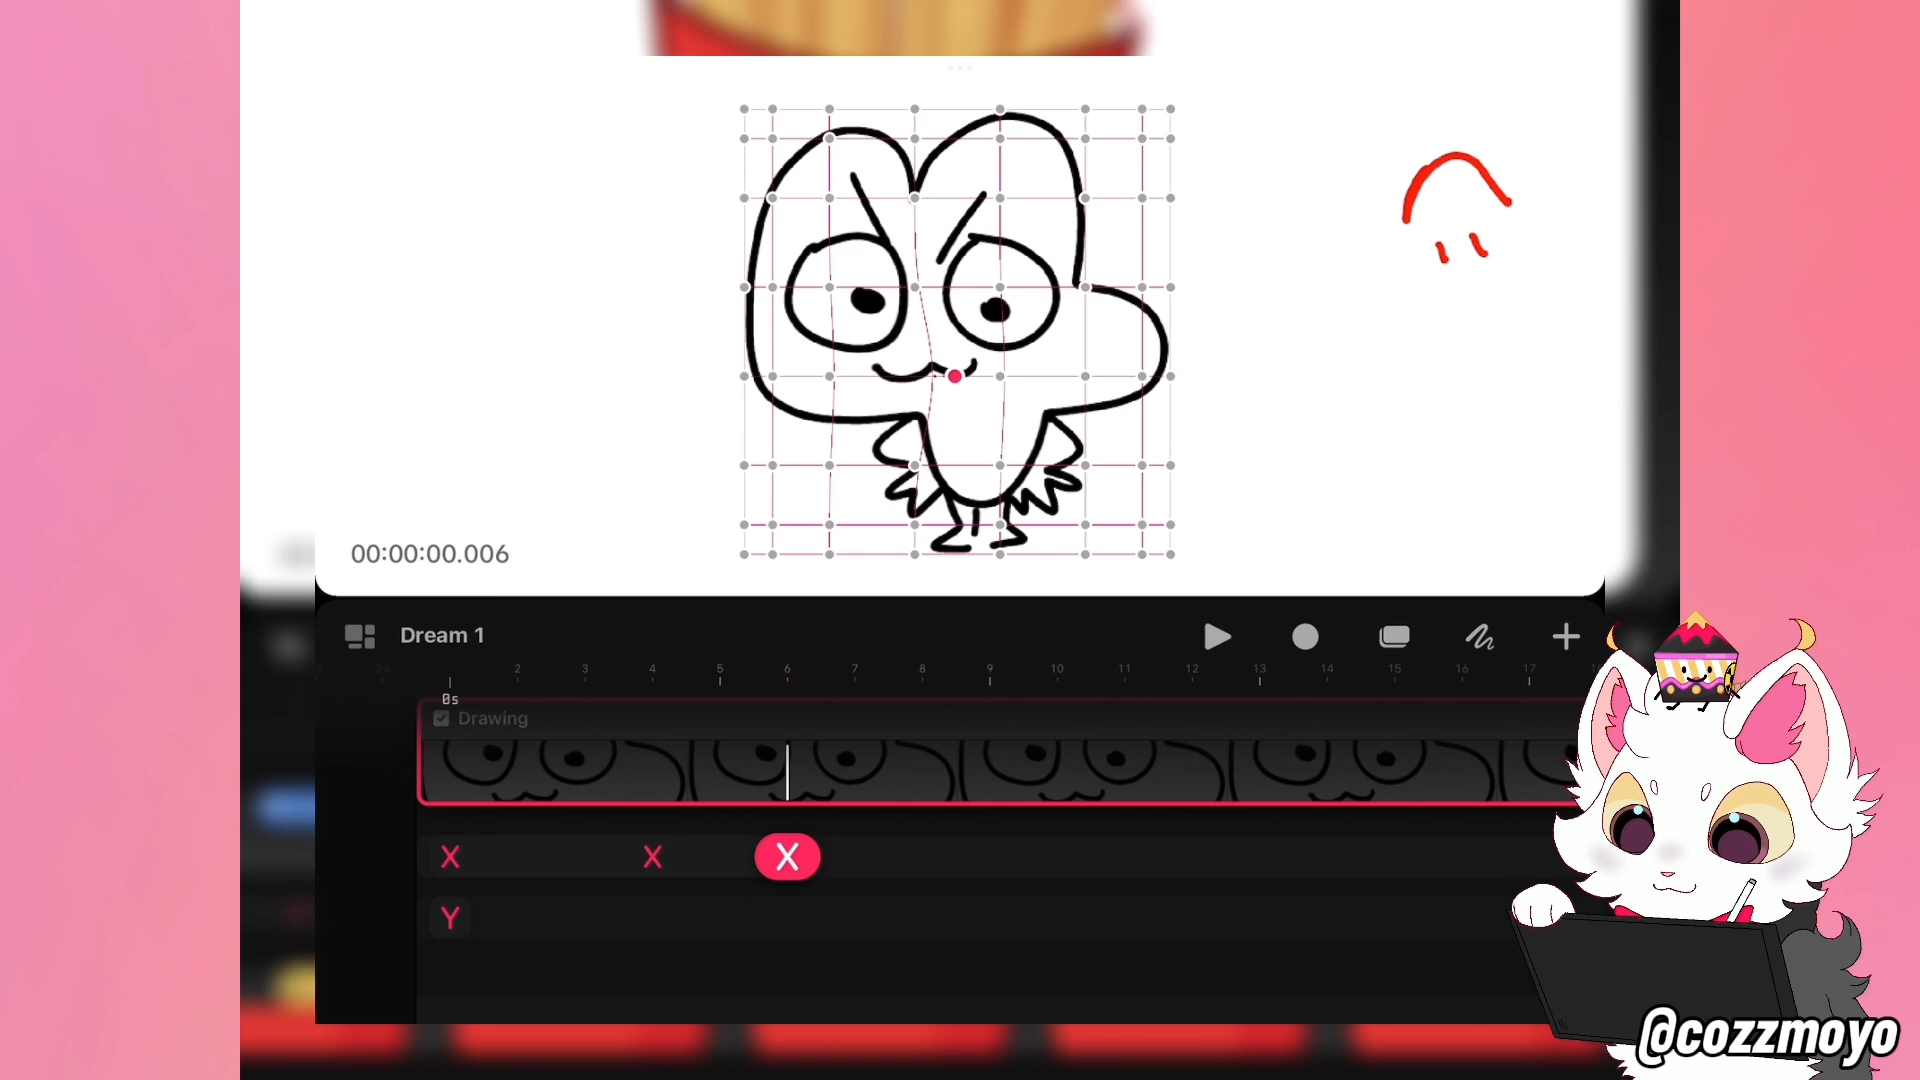 00:00:00.006
Dream 1
2 3 4 5 6 7 8 9 10 11 12 13 14 15 16 17
0s
Drawing
X X X
Y
@cozzmoyo